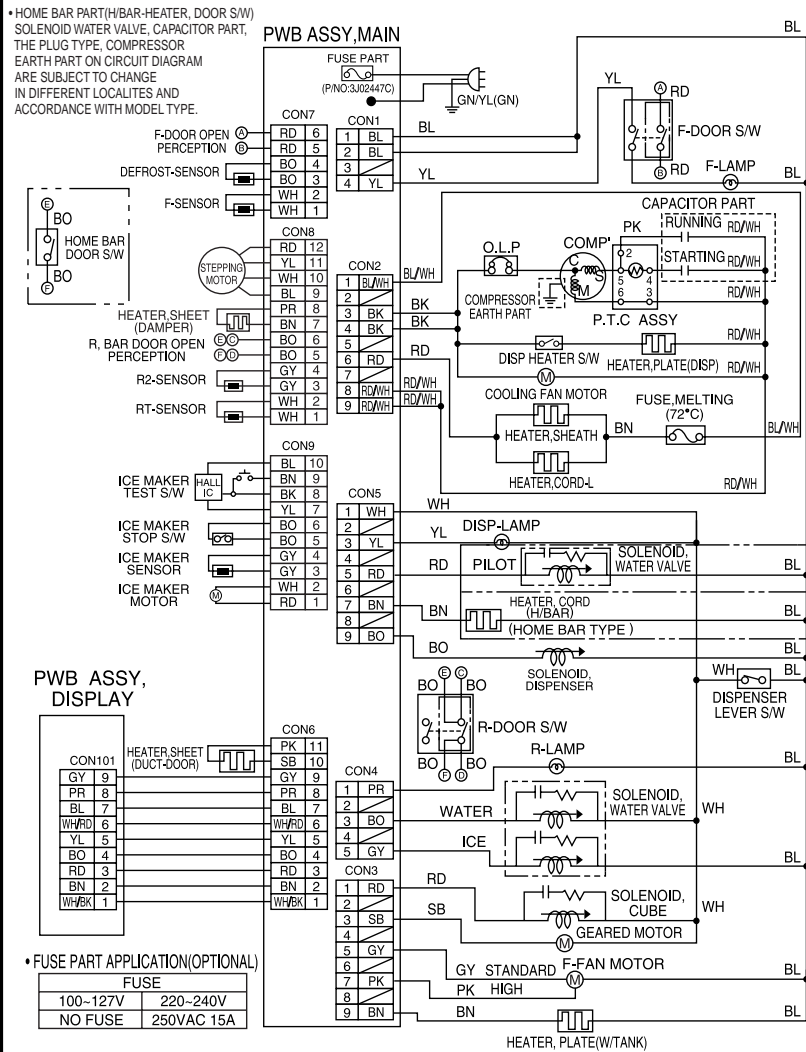 • HOME BAR PART(H/BAR-HEATER, DOOR S/W)
SOLENOID WATER VALVE, CAPACITOR PART,
THE PLUG TYPE, COMPRESSOR
EARTH PART ON CIRCUIT DIAGRAM
ARE SUBJECT TO CHANGE
IN DIFFERENT LOCALITES AND
ACCORDANCE WITH MODEL TYPE.
PWB ASSY,MAIN
FUSE PART
(P/NO:3J02447C)
GN/YL(GN)
CON7
F-DOOR OPEN A RD 6
PERCEPTION B RD 5
BO 4
DEFROST-SENSOR BO 3
WH 2
F-SENSOR WH 1
CON1
1 BL BL
2 BL
3
4 YL YL
BL
YL
A RD
F-DOOR S/W
B RD
F-LAMP BL
E
BO
HOME BAR
DOOR S/W
BO
F
CON8
RD 12
YL 11
STEPPING
MOTOR
WH 10
BL 9
HEATER,SHEET
(DAMPER)
PR 8
BN 7
R, BAR DOOR OPEN
PERCEPTION
E C BO 6
F D BO 5
GY 4
R2-SENSOR GY 3
WH 2
RT-SENSOR WH 1
CON2
1 BL/WH BL/WH
2
3 BK BK
4 BK BK
5
6 RD RD
7
8 RD/WH RD/WH
9 RD/WH RD/WH
CAPACITOR PART
PK RUNNING RD/WH
STARTING RD/WH
RD/WH
O.L.P
COMP'
C
S
M
2
5 4
6 3
COMPRESSOR
EARTH PART
P.T.C ASSY
RD/WH
DISP HEATER S/W
HEATER,PLATE(DISP) RD/WH
M
COOLING FAN MOTOR
FUSE,MELTING
(72°C)
HEATER,SHEATH BN
BL/WH
HEATER,CORD-L
RD/WH
CON9
BL 10
ICE MAKER
TEST S/W
HALL
IC
BN 9
BK 8
YL 7
ICE MAKER
STOP S/W
BO 6
BO 5
ICE MAKER
SENSOR
GY 4
GY 3
ICE MAKER
MOTOR
M
WH 2
RD 1
CON5
1 WH WH
2
3 YL YL
4
5 RD RD
6
7 BN BN
8
9 BO BO
DISP-LAMP
PILOT
SOLENOID,
WATER VALVE
BL
HEATER, CORD
(H/BAR)
(HOME BAR TYPE )
BL
SOLENOID,
DISPENSER
BL
WH BL
DISPENSER
LEVER S/W
E C
BO BO
R-DOOR S/W
BO BO
F D
PWB ASSY,
DISPLAY
CON101
GY 9
PR 8
BL 7
WH/RD 6
YL 5
BO 4
RD 3
BN 2
WH/BK 1
HEATER,SHEET
(DUCT-DOOR)
CON6
PK 11
SB 10
GY 9
PR 8
BL 7
WH/RD 6
YL 5
BO 4
RD 3
BN 2
WH/BK 1
CON4
1 PR
2
3 BO
4
5 GY
R-LAMP
BL
WATER
SOLENOID,
WATER VALVE
WH
ICE
BL
CON3
1 RD RD
2
3 SB SB
4
5 GY
6
7 PK
8
9 BN
SOLENOID,
CUBE
WH
M GEARED MOTOR
GY STANDARD F-FAN MOTOR
M
BL
PK HIGH
BN
BL
HEATER, PLATE(W/TANK)
• FUSE PART APPLICATION(OPTIONAL)
FUSE
100~127V 220~240V
NO FUSE 250VAC 15A